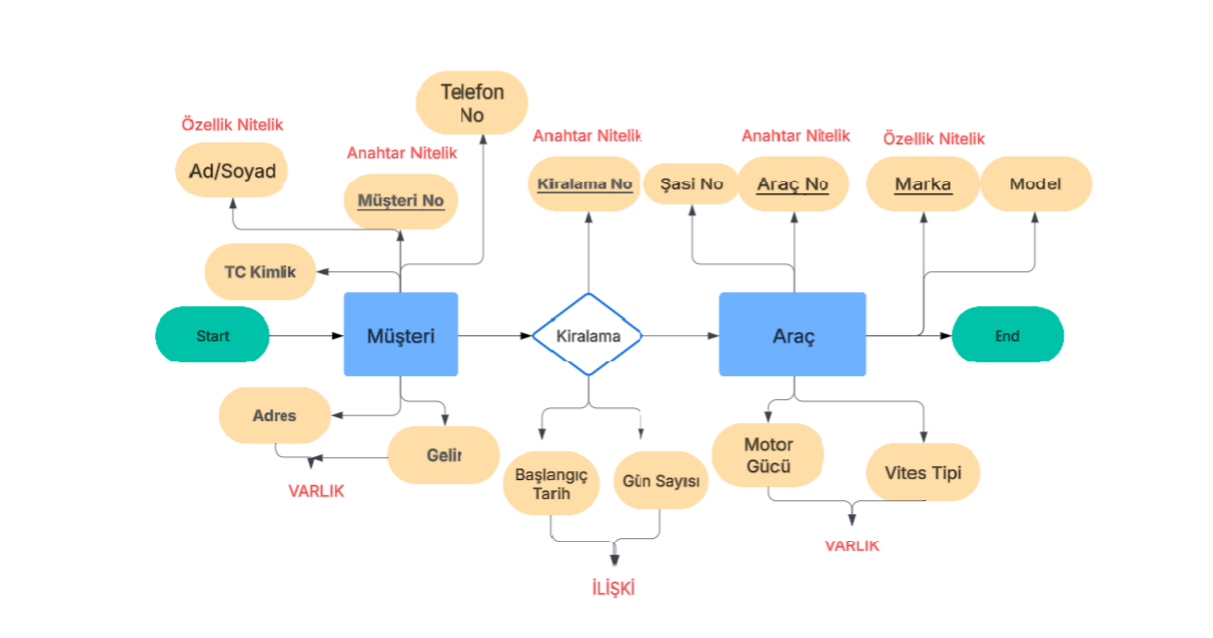 Telefon
No
Özellik Nitelik
Anahtar Nitelik
Anahtar Nitelik
Anahtar Nitelik
Özellik Nitelik
Ad/Soyad
Müşteri No
Kiralama No
Şasi No
Araç No
Marka
Model
TC Kimlik
Start
Müşteri
Kiralama
Araç
End
Adres
Gelir
VARLIK
Başlangıç
Tarih
Gün Sayısı
Motor
Gücü
Vites Tipi
VARLIK
İLİŞKİ